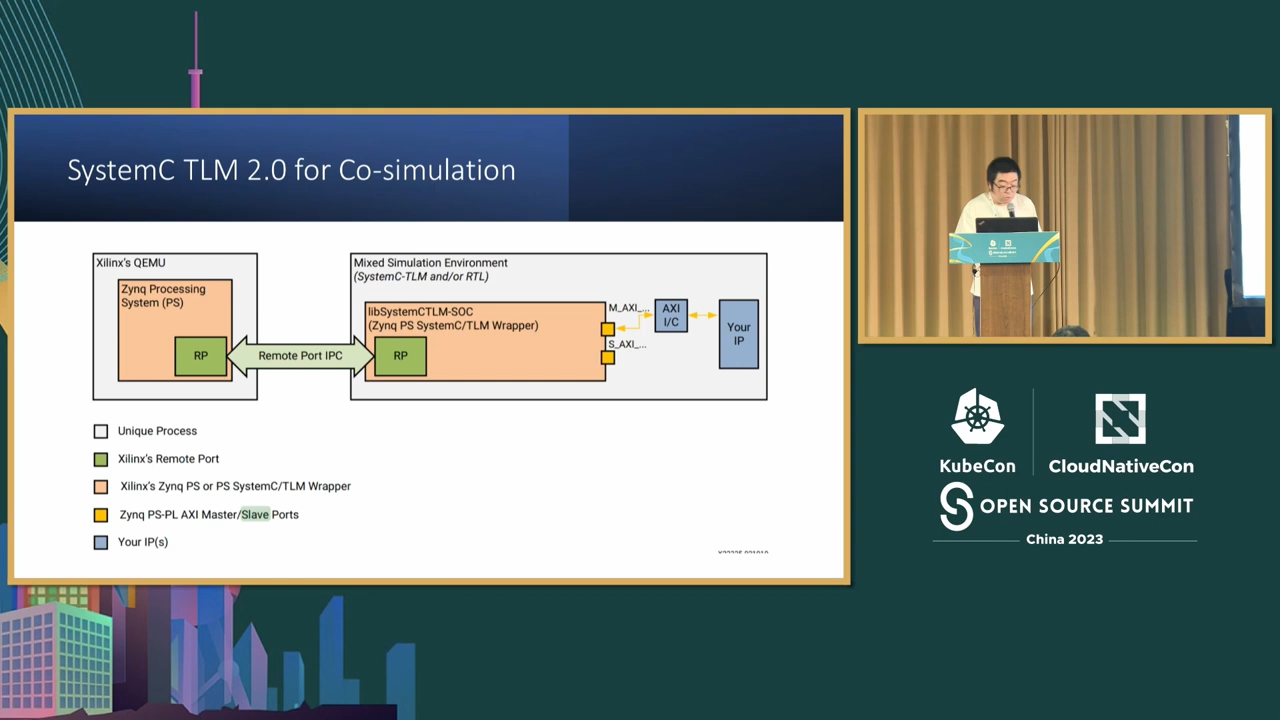 SystemC TLM 2.0 for Co-simulation
Xilinx's QEMU
Zynq Processing
System (PS)
RP
Remote Port IPC
Mixed Simulation Environment
(SystemC-TLM and/or RTL)
libSystemCTLM-SOC
(Zynq PS SystemC/TLM Wrapper)
RP
M_AXI_...
S_AXI_...
AXI
I/C
Your
IP
Unique Process
Xilinx's Remote Port
Xilinx's Zynq PS or PS SystemC/TLM Wrapper
Zynq PS-PL AXI Master/Slave Ports
Your IP(s)
KubeCon
CloudNativeCon
OPEN SOURCE SUMMIT
China 2023